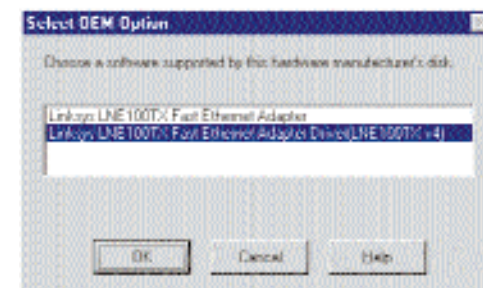 Select OEM Option
Choose a software supported by this hardware manufacturer's disk.
Linksys LNE100TX Fast Ethernet Adapter
Linksys LNE100TX Fast Ethernet Adapter Driver(LNE100TX v4)
OK
Cancel
Help